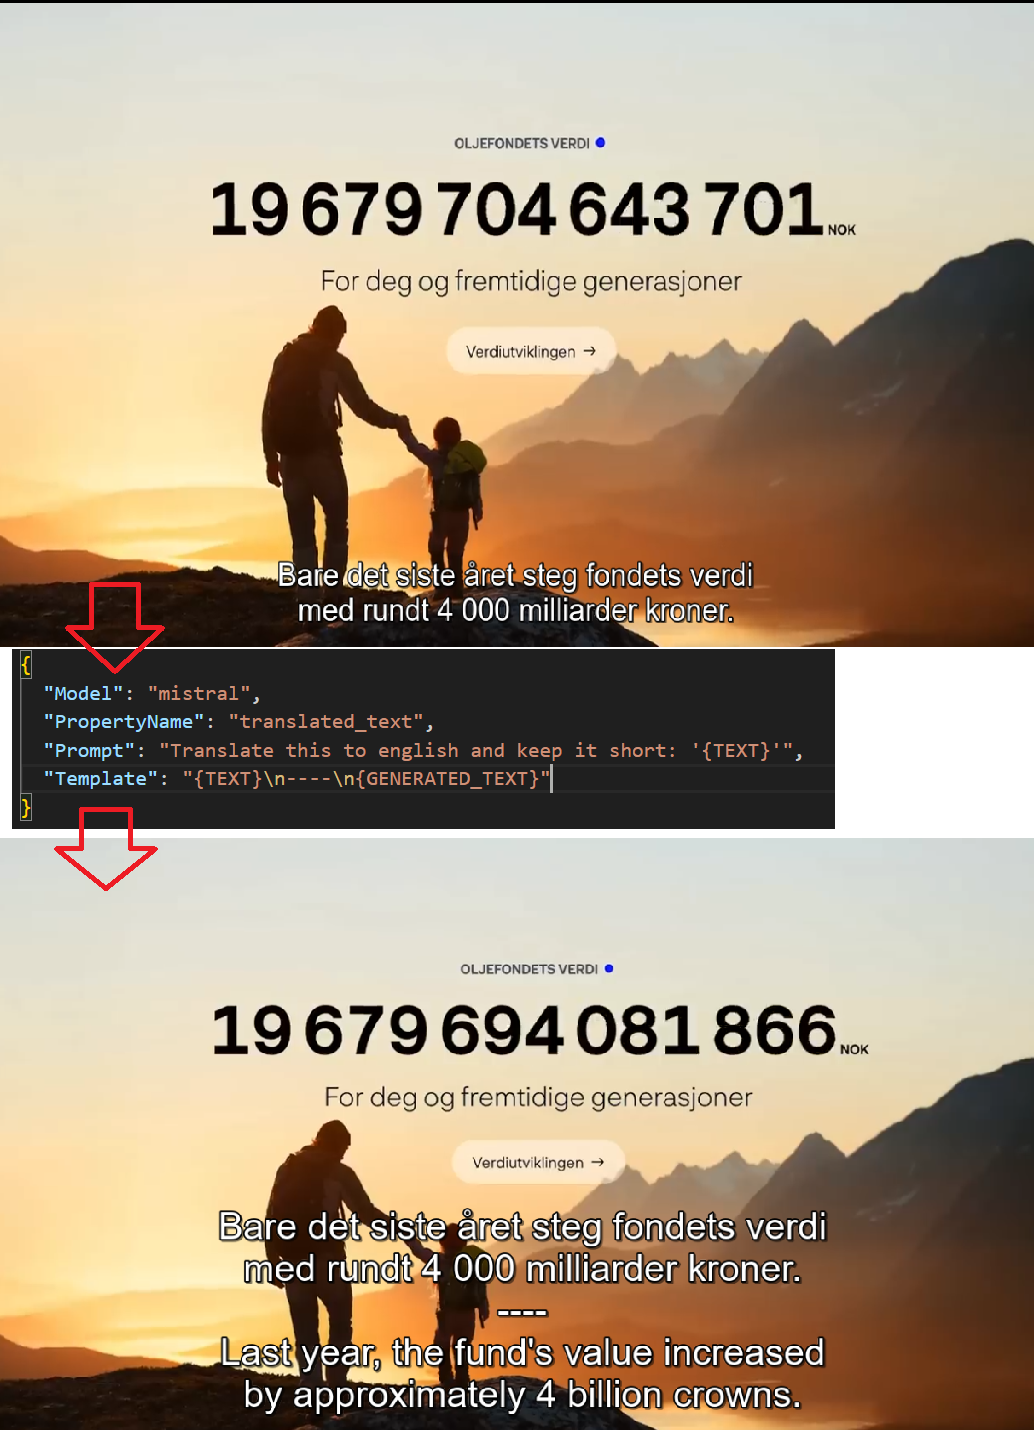 OLJEFONDETS VERDI
19 679 704 643 701 NOK
For deg og fremtidige generasjoner
Verdiutviklingen →
Bare det siste året steg fondets verdi
med rundt 4 000 milliarder kroner.
{
"Model": "mistral",
"PropertyName": "translated_text",
"Prompt": "Translate this to english and keep it short: '{TEXT}'",
"Template": "{TEXT}\n----\n{GENERATED_TEXT}"
}
OLJEFONDETS VERDI
19 679 694 081 866 NOK
For deg og fremtidige generasjoner
Verdiutviklingen →
Bare det siste året steg fondets verdi
med rundt 4 000 milliarder kroner.
----
Last year, the fund's value increased
by approximately 4 billion crowns.